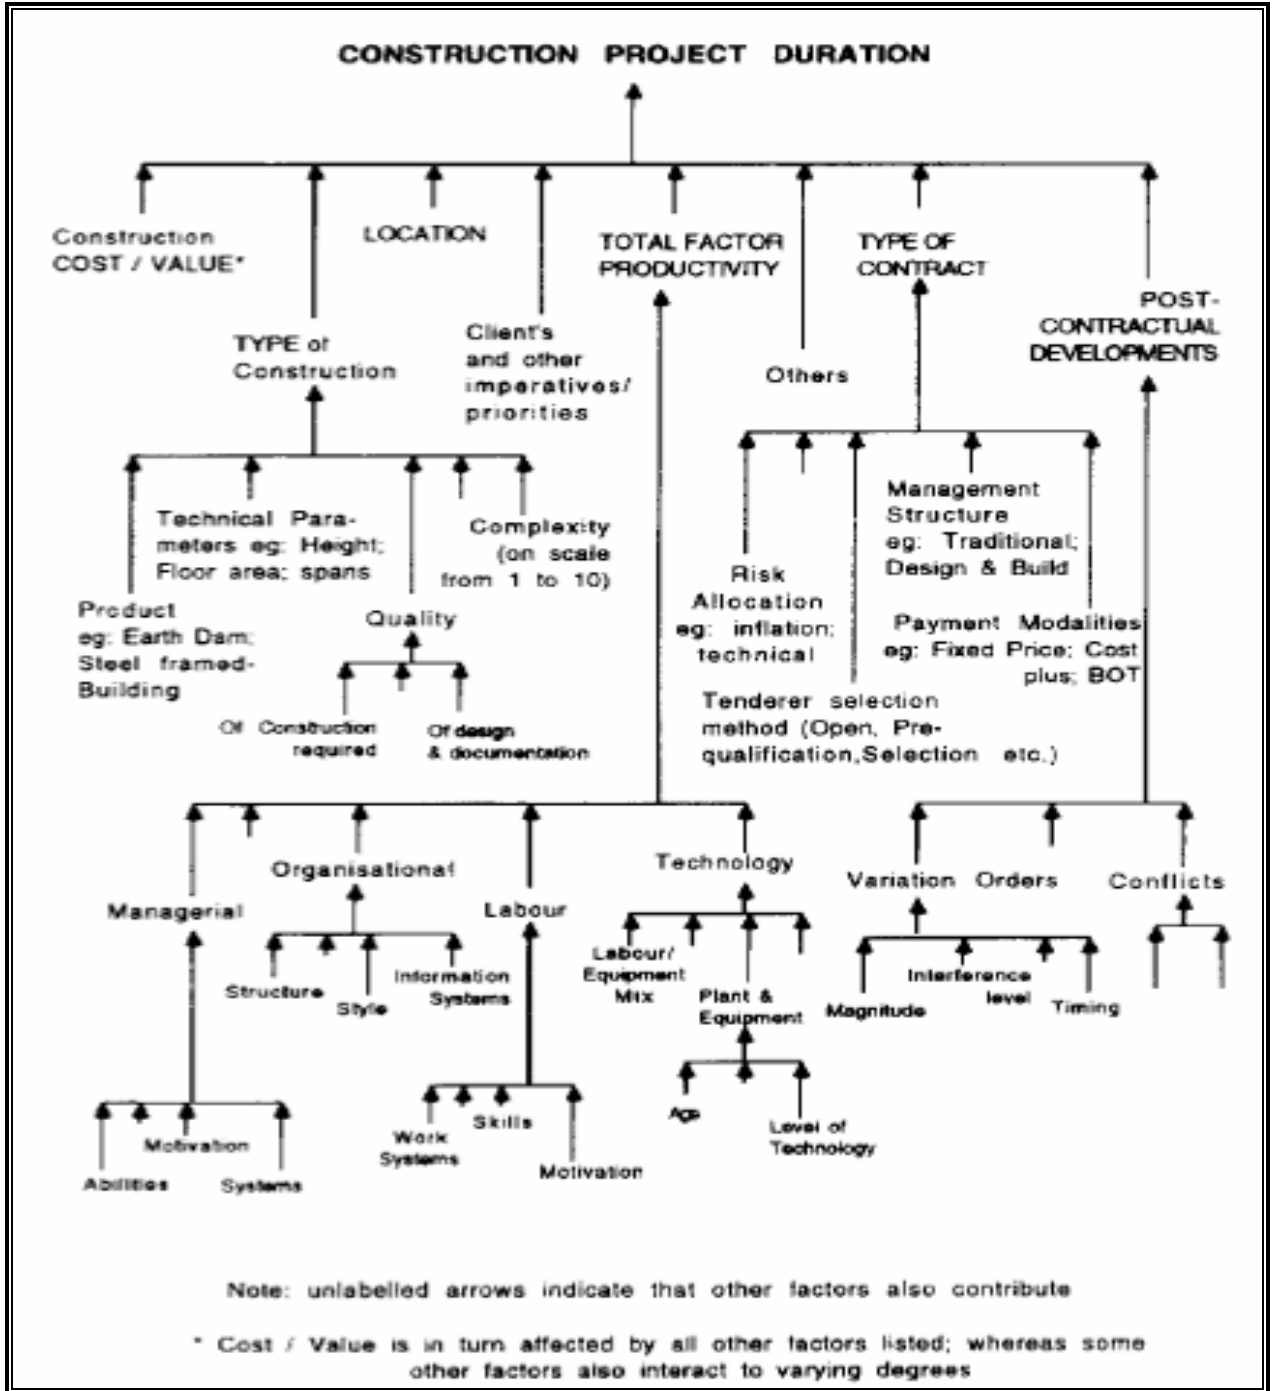 CONSTRUCTION PROJECT DURATION
Construction
COST / VALUE*
LOCATION
TOTAL FACTOR
PRODUCTIVITY
TYPE OF
CONTRACT
POST-
CONTRACTUAL
DEVELOPMENTS
TYPE of
Construction
Client's
and other
imperatives/
priorities
Others
Technical Para-
meters eg: Height;
Floor area; spans
Complexity
(on scale
from 1 to 10)
Product
eg: Earth Dam;
Steel framed-
Building
Quality
Of Construction
required
Of design
& documentation
Management
Structure
eg: Traditional;
Design & Build
Risk
Allocation
eg: inflation;
technical
Payment Modalities
eg: Fixed Price; Cost
plus; BOT
Tenderer selection
method (Open, Pre-
qualification,Selection etc.)
Managerial
Organisational
Labour
Technology
Variation Orders
Conflicts
Structure
Style
Information
Systems
Labour/
Equipment
Mix
Plant &
Equipment
Magnitude
Interference
level
Timing
Abilities
Motivation
Systems
Work
Systems
Skills
Motivation
Age
Level of
Technology
Note: unlabelled arrows indicate that other factors also contribute
* Cost / Value is in turn affected by all other factors listed; whereas some
other factors also interact to varying degrees